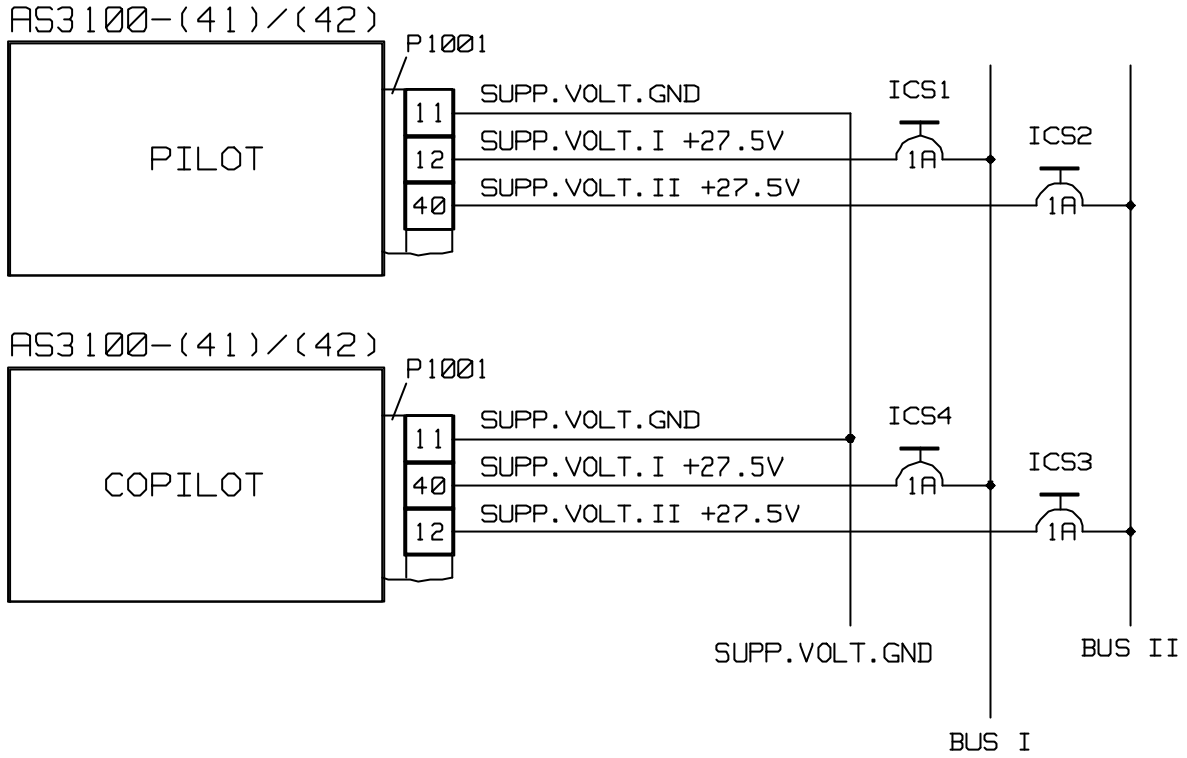 AS3100-(41)/(42)
P1001
PILOT
11 SUPP.VOLT.GND
12 SUPP.VOLT.I +27.5V
40 SUPP.VOLT.II +27.5V
ICS1
1A
ICS2
1A
AS3100-(41)/(42)
P1001
COPILOT
11 SUPP.VOLT.GND
40 SUPP.VOLT.I +27.5V
12 SUPP.VOLT.II +27.5V
ICS4
1A
ICS3
1A
SUPP.VOLT.GND
BUS II
BUS I